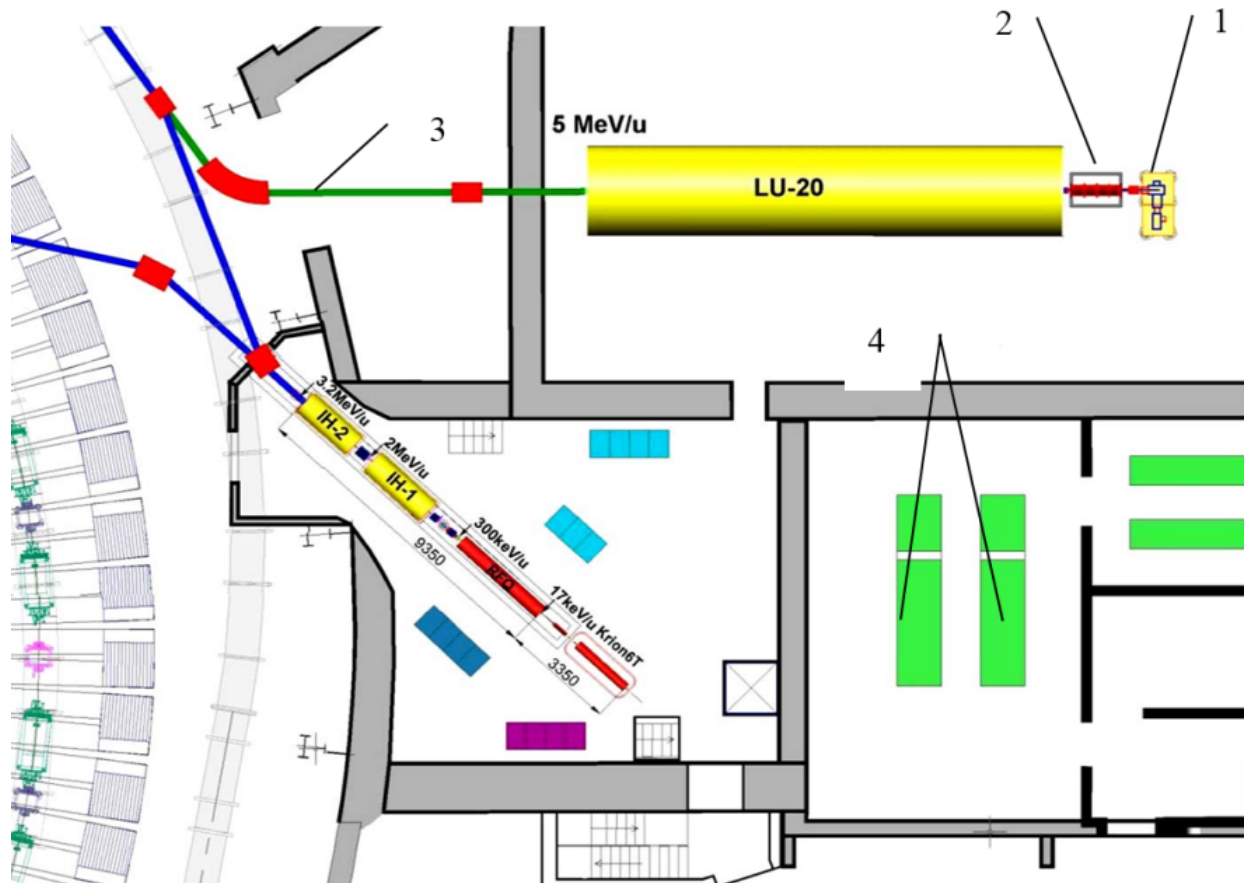 2
1
3
5 MeV/u
LU-20
4
3.2MeV/u
IH-2
2MeV/u
IH-1
300keV/u
9350
RFQ
17keV/u
Krion6T
3350